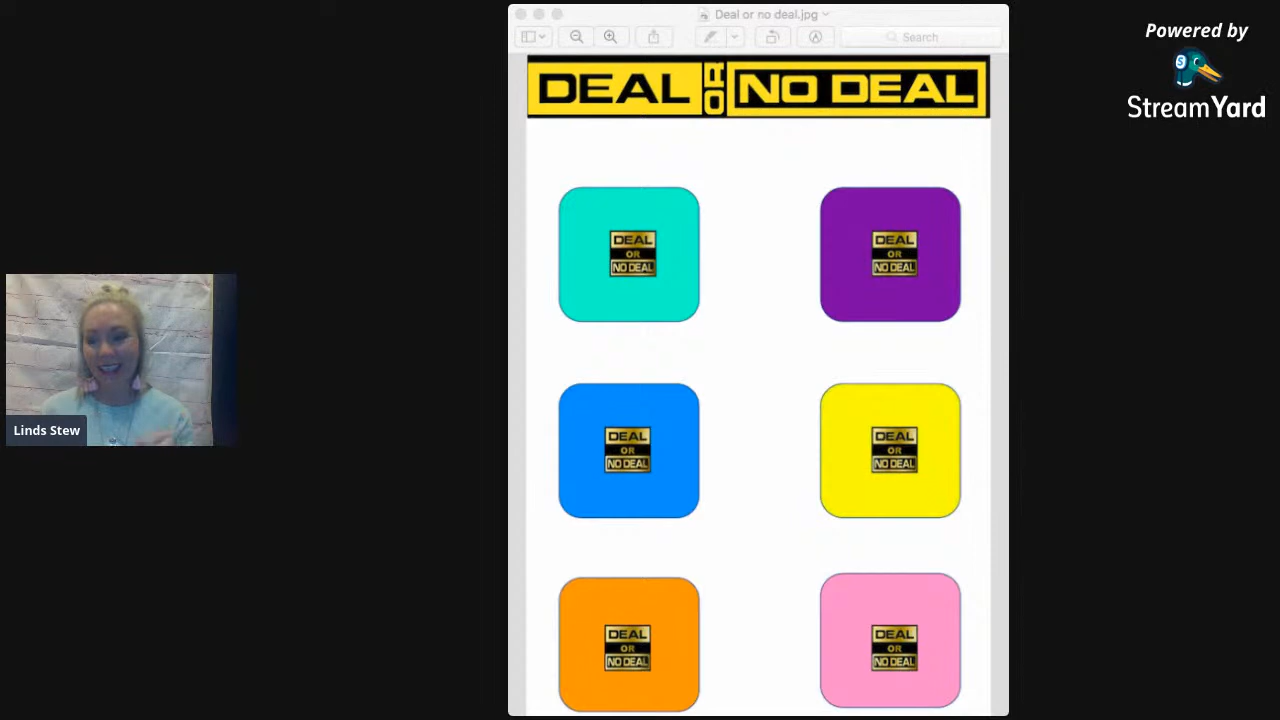 Deal or no deal.jpg
Search
DEAL OR NO DEAL
DEAL
OR
NO DEAL
DEAL
OR
NO DEAL
DEAL
OR
NO DEAL
DEAL
OR
NO DEAL
DEAL
OR
NO DEAL
DEAL
OR
NO DEAL
Linds Stew
Powered by
S
StreamYard